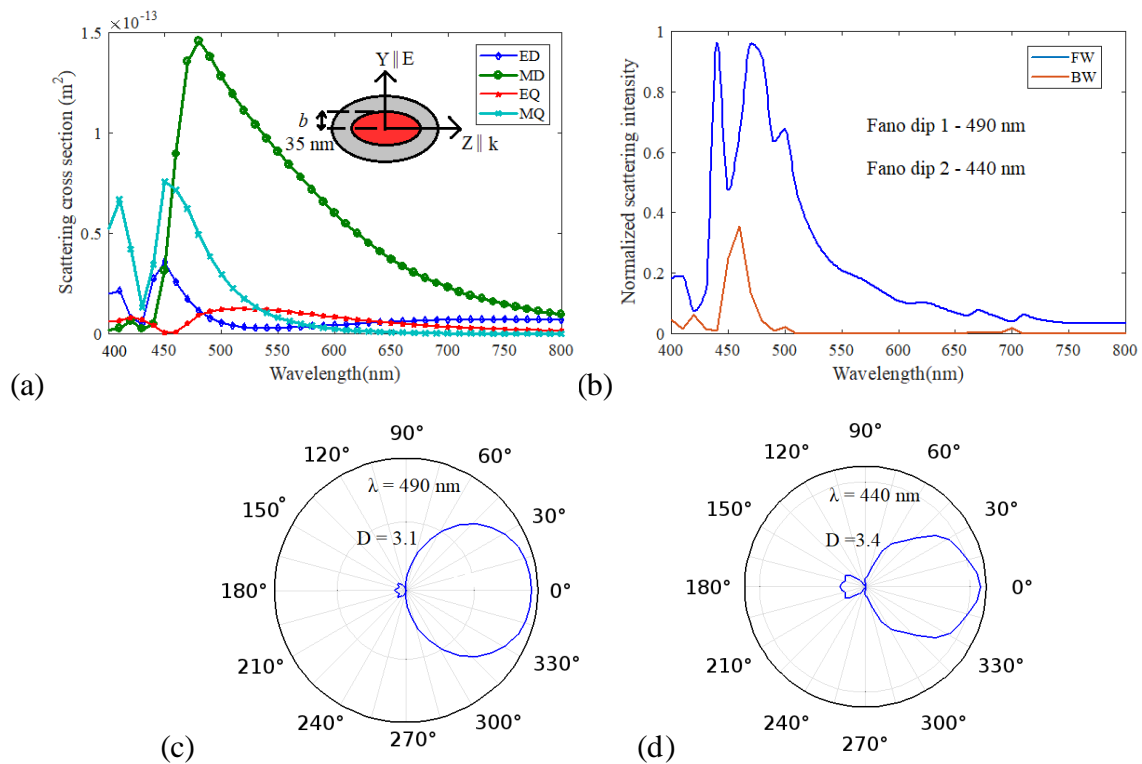 ×10⁻¹³
1.5
1
0.5
0
Scattering cross section (m²)
400 450 500 550 600 650 700 750 800
Wavelength(nm)
ED
MD
EQ
MQ
Y || E
b
35 nm
Z || k
(a)
1
0.8
0.6
0.4
0.2
0
Normalized scattering intensity
400 450 500 550 600 650 700 750 800
Wavelength(nm)
FW
BW
Fano dip 1 - 490 nm
Fano dip 2 - 440 nm
(b)
90°
120° 60°
λ = 490 nm
150° 30°
D = 3.1
180° 0°
210° 330°
240° 300°
270°
(c)
90°
120° 60°
λ = 440 nm
150° 30°
D =3.4
180° 0°
210° 330°
240° 300°
270°
(d)